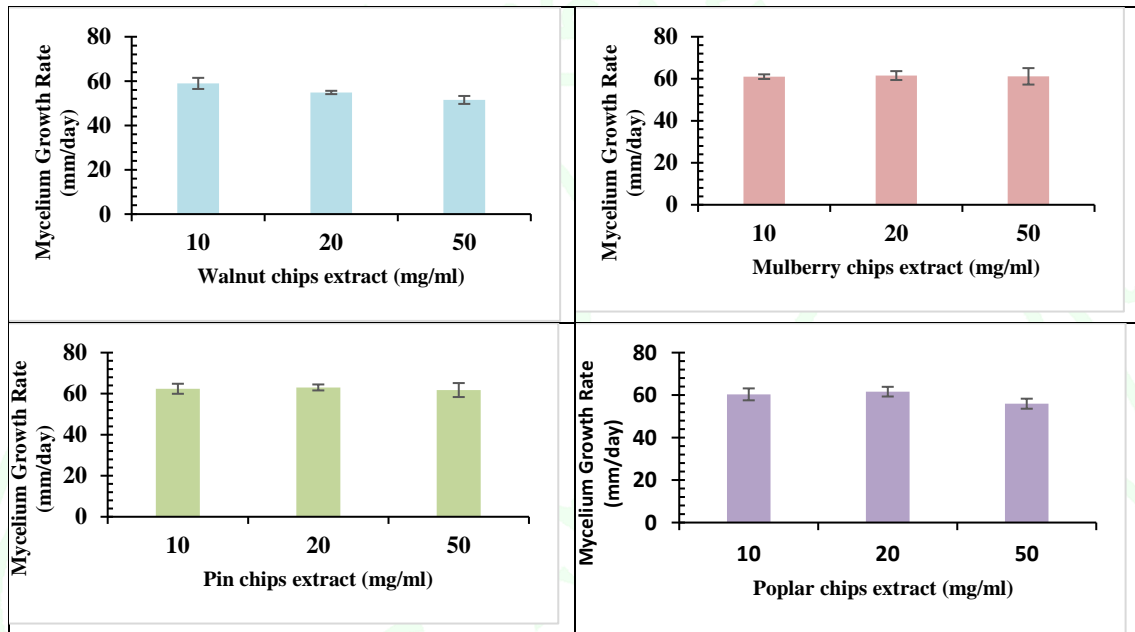 80
60
40
20
0
Mycelium Growth Rate
(mm/day)
10 20 50
Walnut chips extract (mg/ml)
80
60
40
20
0
Mycelium Growth Rate
(mm/day)
10 20 50
Mulberry chips extract (mg/ml)
80
60
40
20
0
Mycelium Growth Rate
(mm/day)
10 20 50
Pin chips extract (mg/ml)
80
60
40
20
0
Mycelium Growth Rate
(mm/day)
10 20 50
Poplar chips extract (mg/ml)